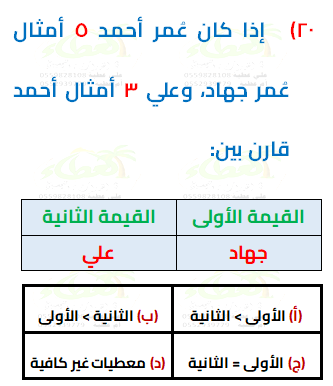 ٢٠) إذا كان عُمر أحمد ٥ أمثال
عُمر جهاد، وعلي ٣ أمثال أحمد
قارن بين:
القيمة الأولى القيمة الثانية
جهاد علي
(أ) الأولى > الثانية (ب) الثانية > الأولى
(ج) الأولى = الثانية (د) معطيات غير كافية